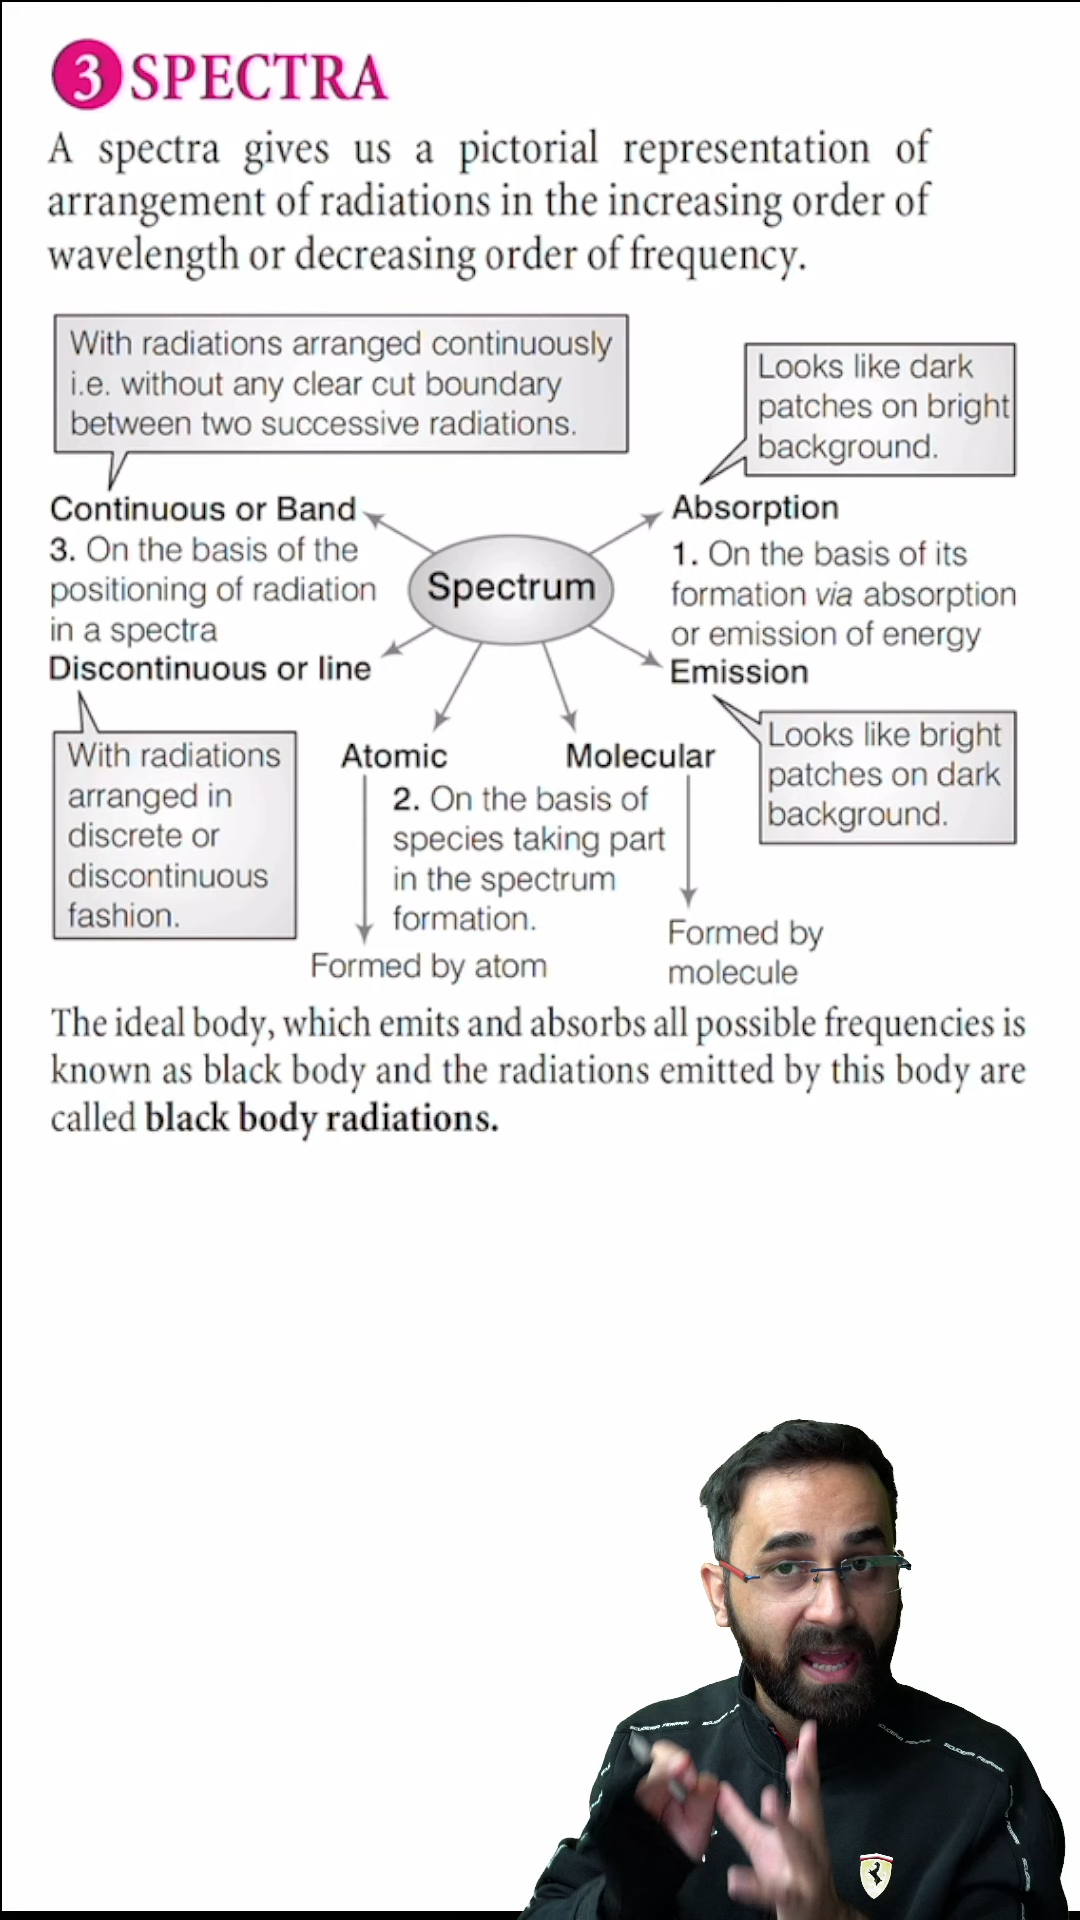 3 SPECTRA
A spectra gives us a pictorial representation of
arrangement of radiations in the increasing order of
wavelength or decreasing order of frequency.
With radiations arranged continuously
i.e. without any clear cut boundary
between two successive radiations.
Looks like dark
patches on bright
background.
Continuous or Band
3. On the basis of the
positioning of radiation
in a spectra
Discontinuous or line
Spectrum
Absorption
1. On the basis of its
formation via absorption
or emission of energy
Emission
With radiations
arranged in
discrete or
discontinuous
fashion.
Atomic
Molecular
2. On the basis of
species taking part
in the spectrum
formation.
Formed by atom
Formed by
molecule
Looks like bright
patches on dark
background.
The ideal body, which emits and absorbs all possible frequencies is
known as black body and the radiations emitted by this body are
called black body radiations.
SCUDERIA FERRARI